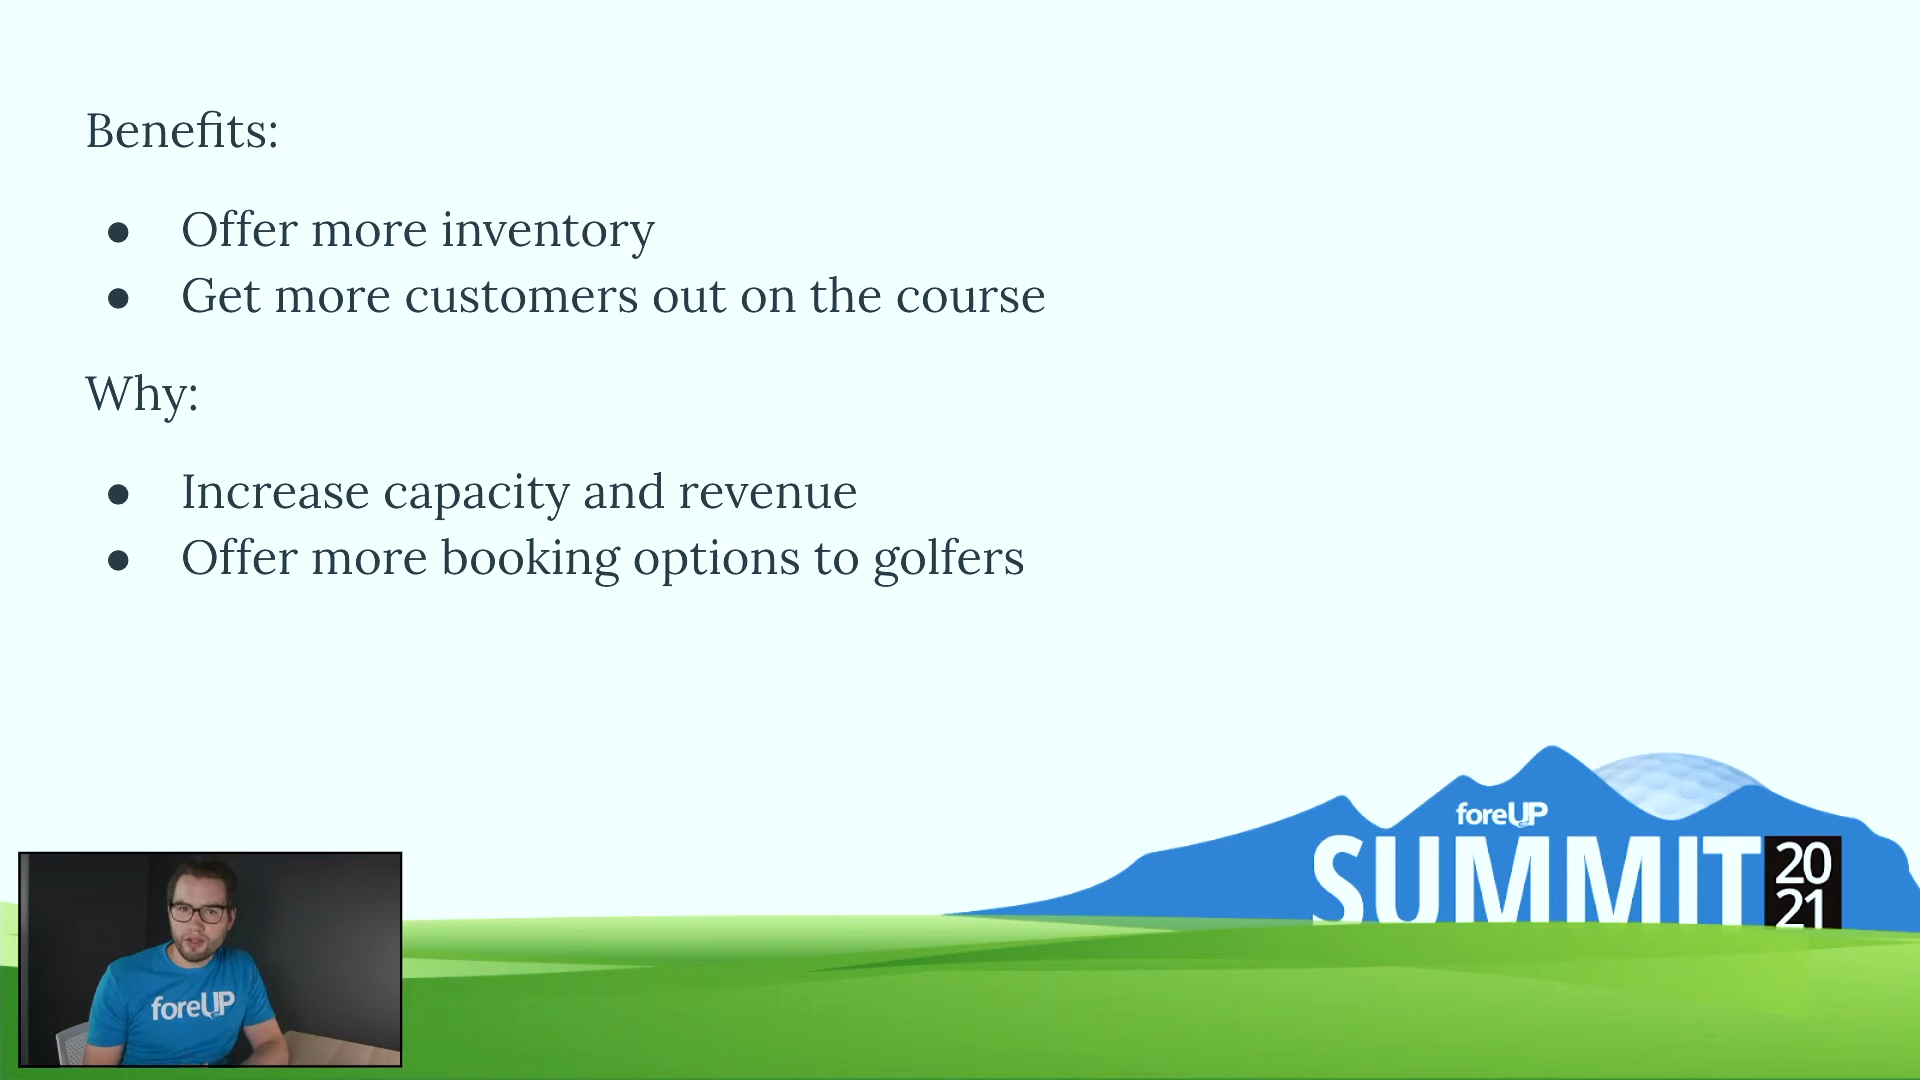 Benefits:
● Offer more inventory
● Get more customers out on the course
Why:
● Increase capacity and revenue
● Offer more booking options to golfers
foreUP
SUMMIT 20
21
foreUP